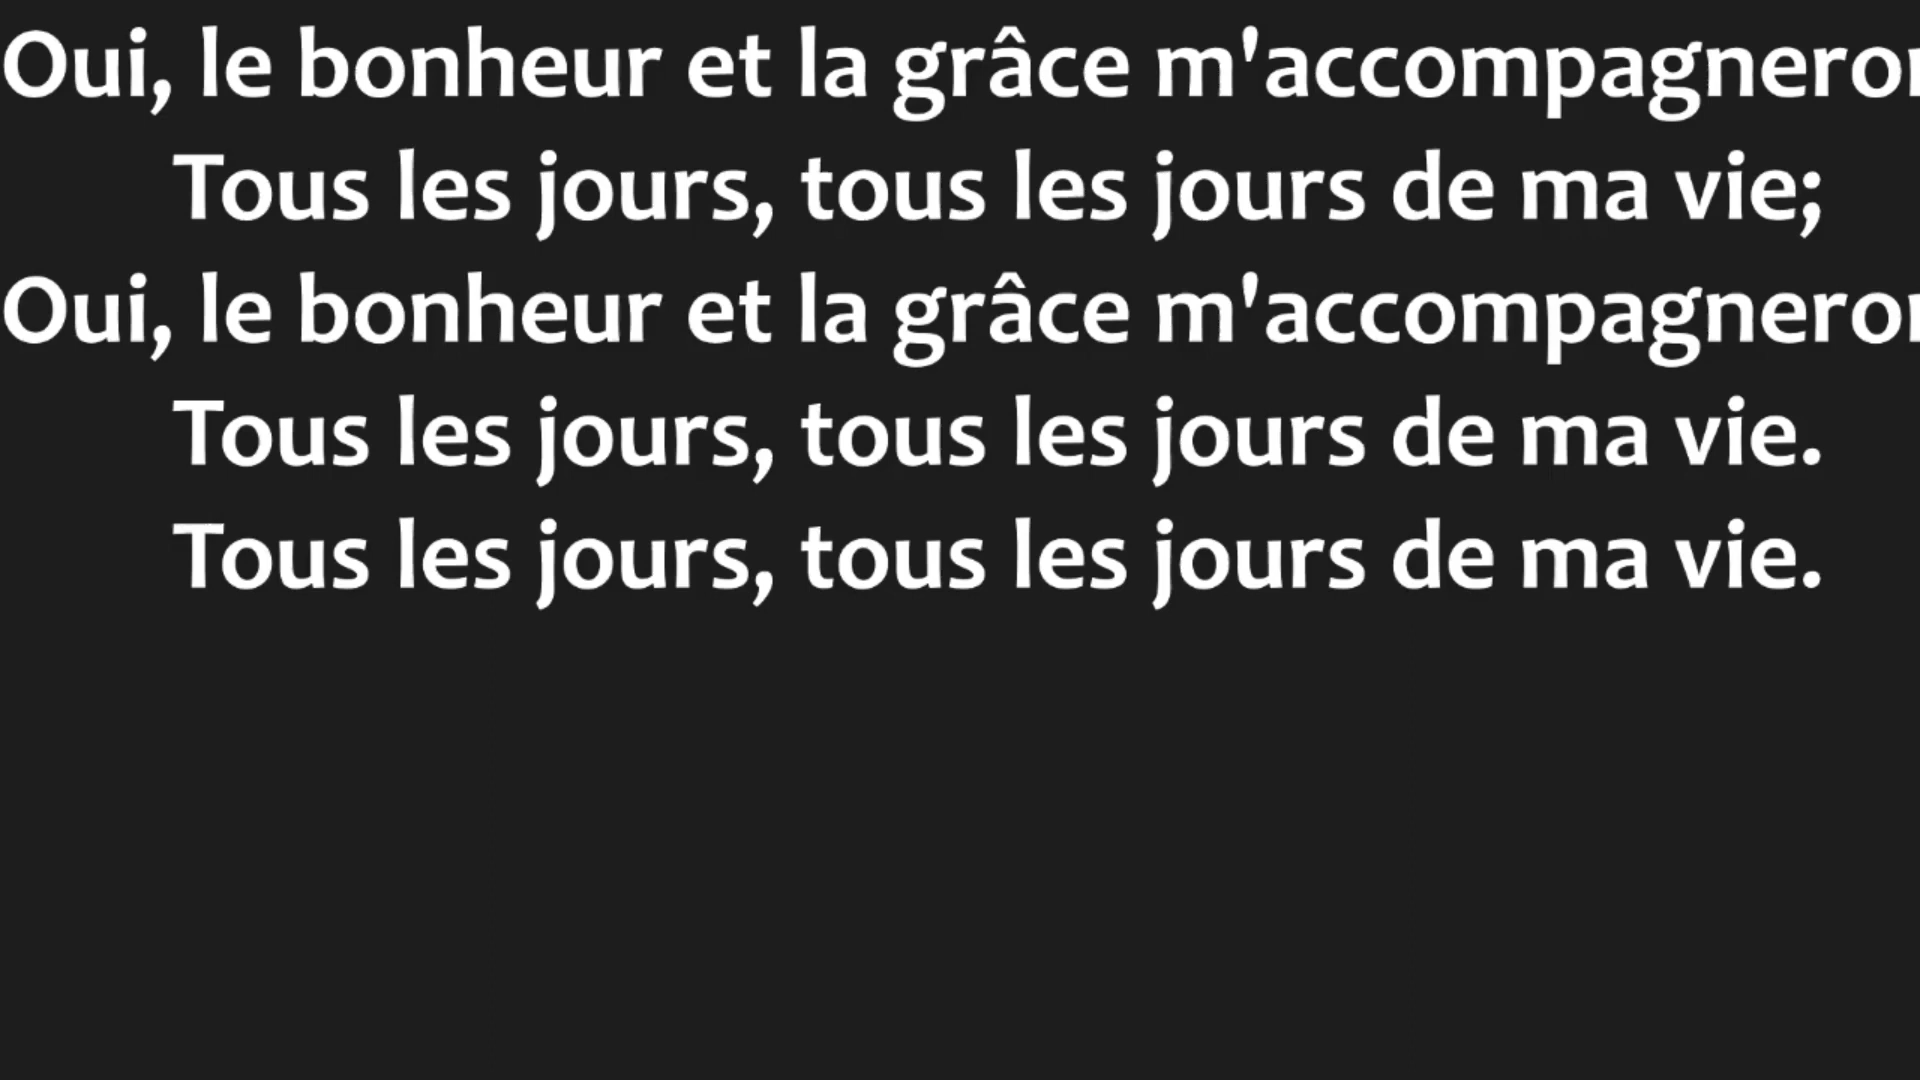 Oui, le bonheur et la grâce m'accompagneron
Tous les jours, tous les jours de ma vie;
Oui, le bonheur et la grâce m'accompagneron
Tous les jours, tous les jours de ma vie.
Tous les jours, tous les jours de ma vie.